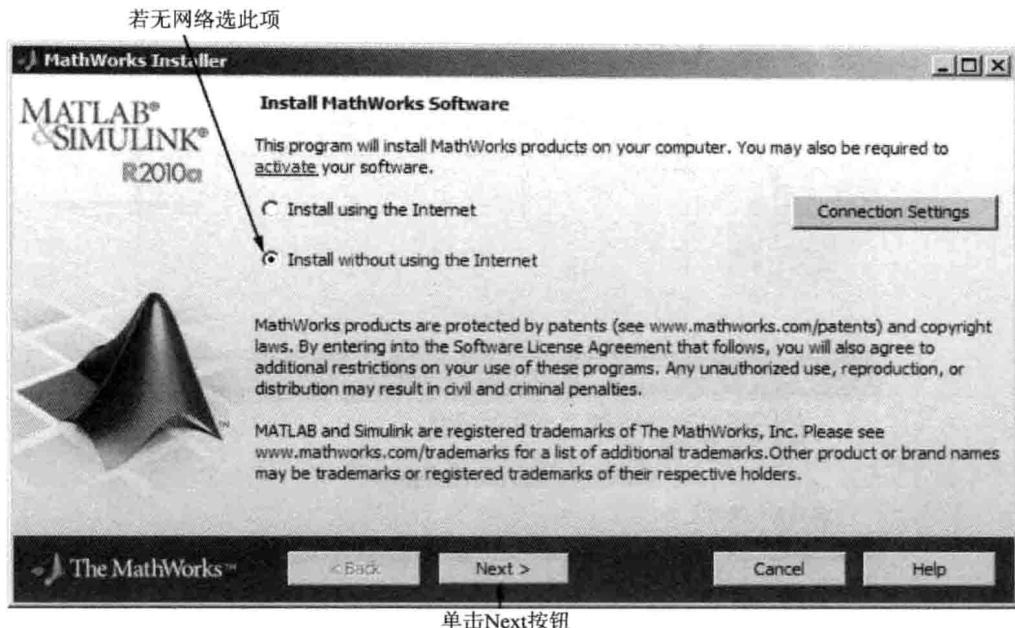 若无网络选此项
MathWorks Installer
MATLAB®
&SIMULINK®
R2010a
Install MathWorks Software
This program will install MathWorks products on your computer. You may also be required to
activate your software.
Install using the Internet
Connection Settings
Install without using the Internet
MathWorks products are protected by patents (see www.mathworks.com/patents) and copyright
laws. By entering into the Software License Agreement that follows, you will also agree to
additional restrictions on your use of these programs. Any unauthorized use, reproduction, or
distribution may result in civil and criminal penalties.
MATLAB and Simulink are registered trademarks of The MathWorks, Inc. Please see
www.mathworks.com/trademarks for a list of additional trademarks.Other product or brand names
may be trademarks or registered trademarks of their respective holders.
TM
The MathWorks™
< Back
Next >
Cancel
Help
单击Next按钮